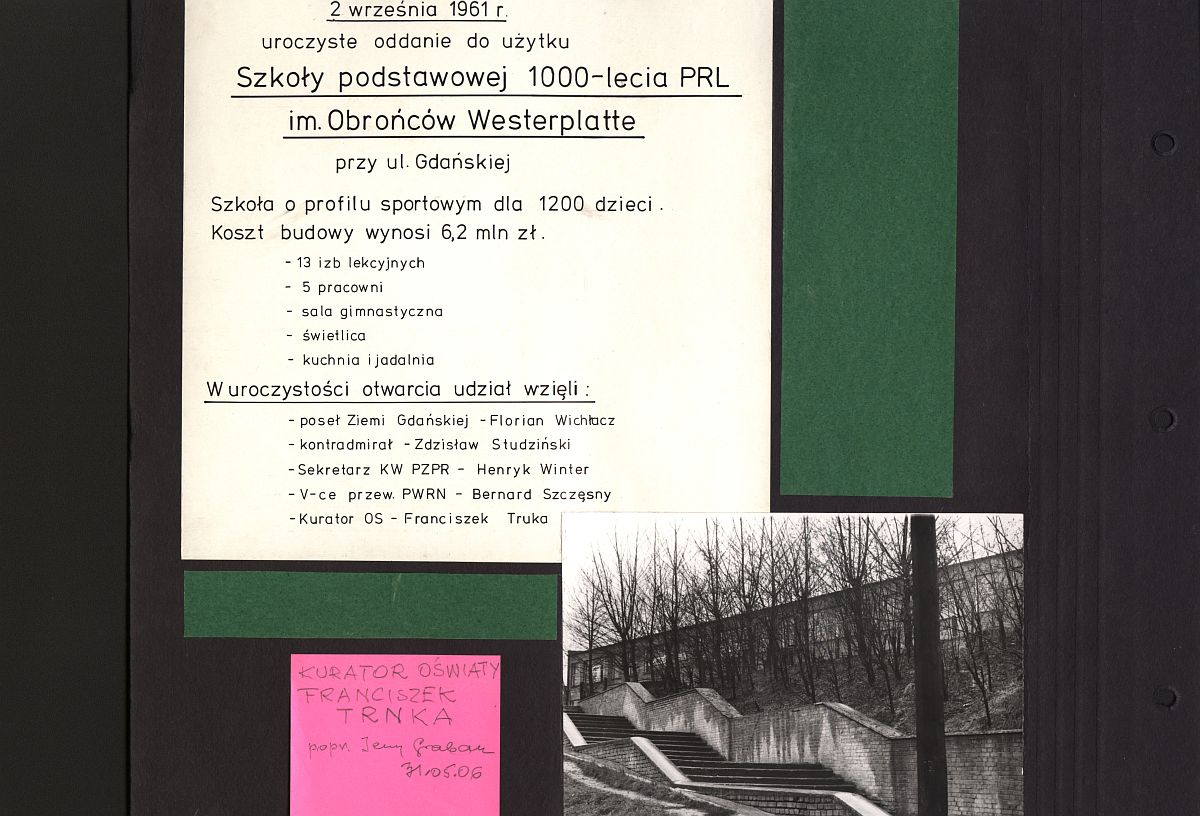 2 września 1961 r.
uroczyste oddanie do użytku
Szkoły podstawowej 1000-lecia PRL
im. Obrońców Westerplatte
przy ul. Gdańskiej
Szkoła o profilu sportowym dla 1200 dzieci.
Koszt budowy wynosi 6,2 mln zł.
- 13 izb lekcyjnych
- 5 pracowni
- sala gimnastyczna
- świetlica
- kuchnia i jadalnia
W uroczystości otwarcia udział wzięli:
- poseł Ziemi Gdańskiej - Florian Wichłacz
- kontradmirał - Zdzisław Studziński
- Sekretarz KW PZPR - Henryk Winter
- V-ce przew. PWRN - Bernard Szczęsny
- Kurator OS - Franciszek Truka
KURATOR OŚWIATY
FRANCISZEK
TRNKA
popr. Jerzy
31.05.06